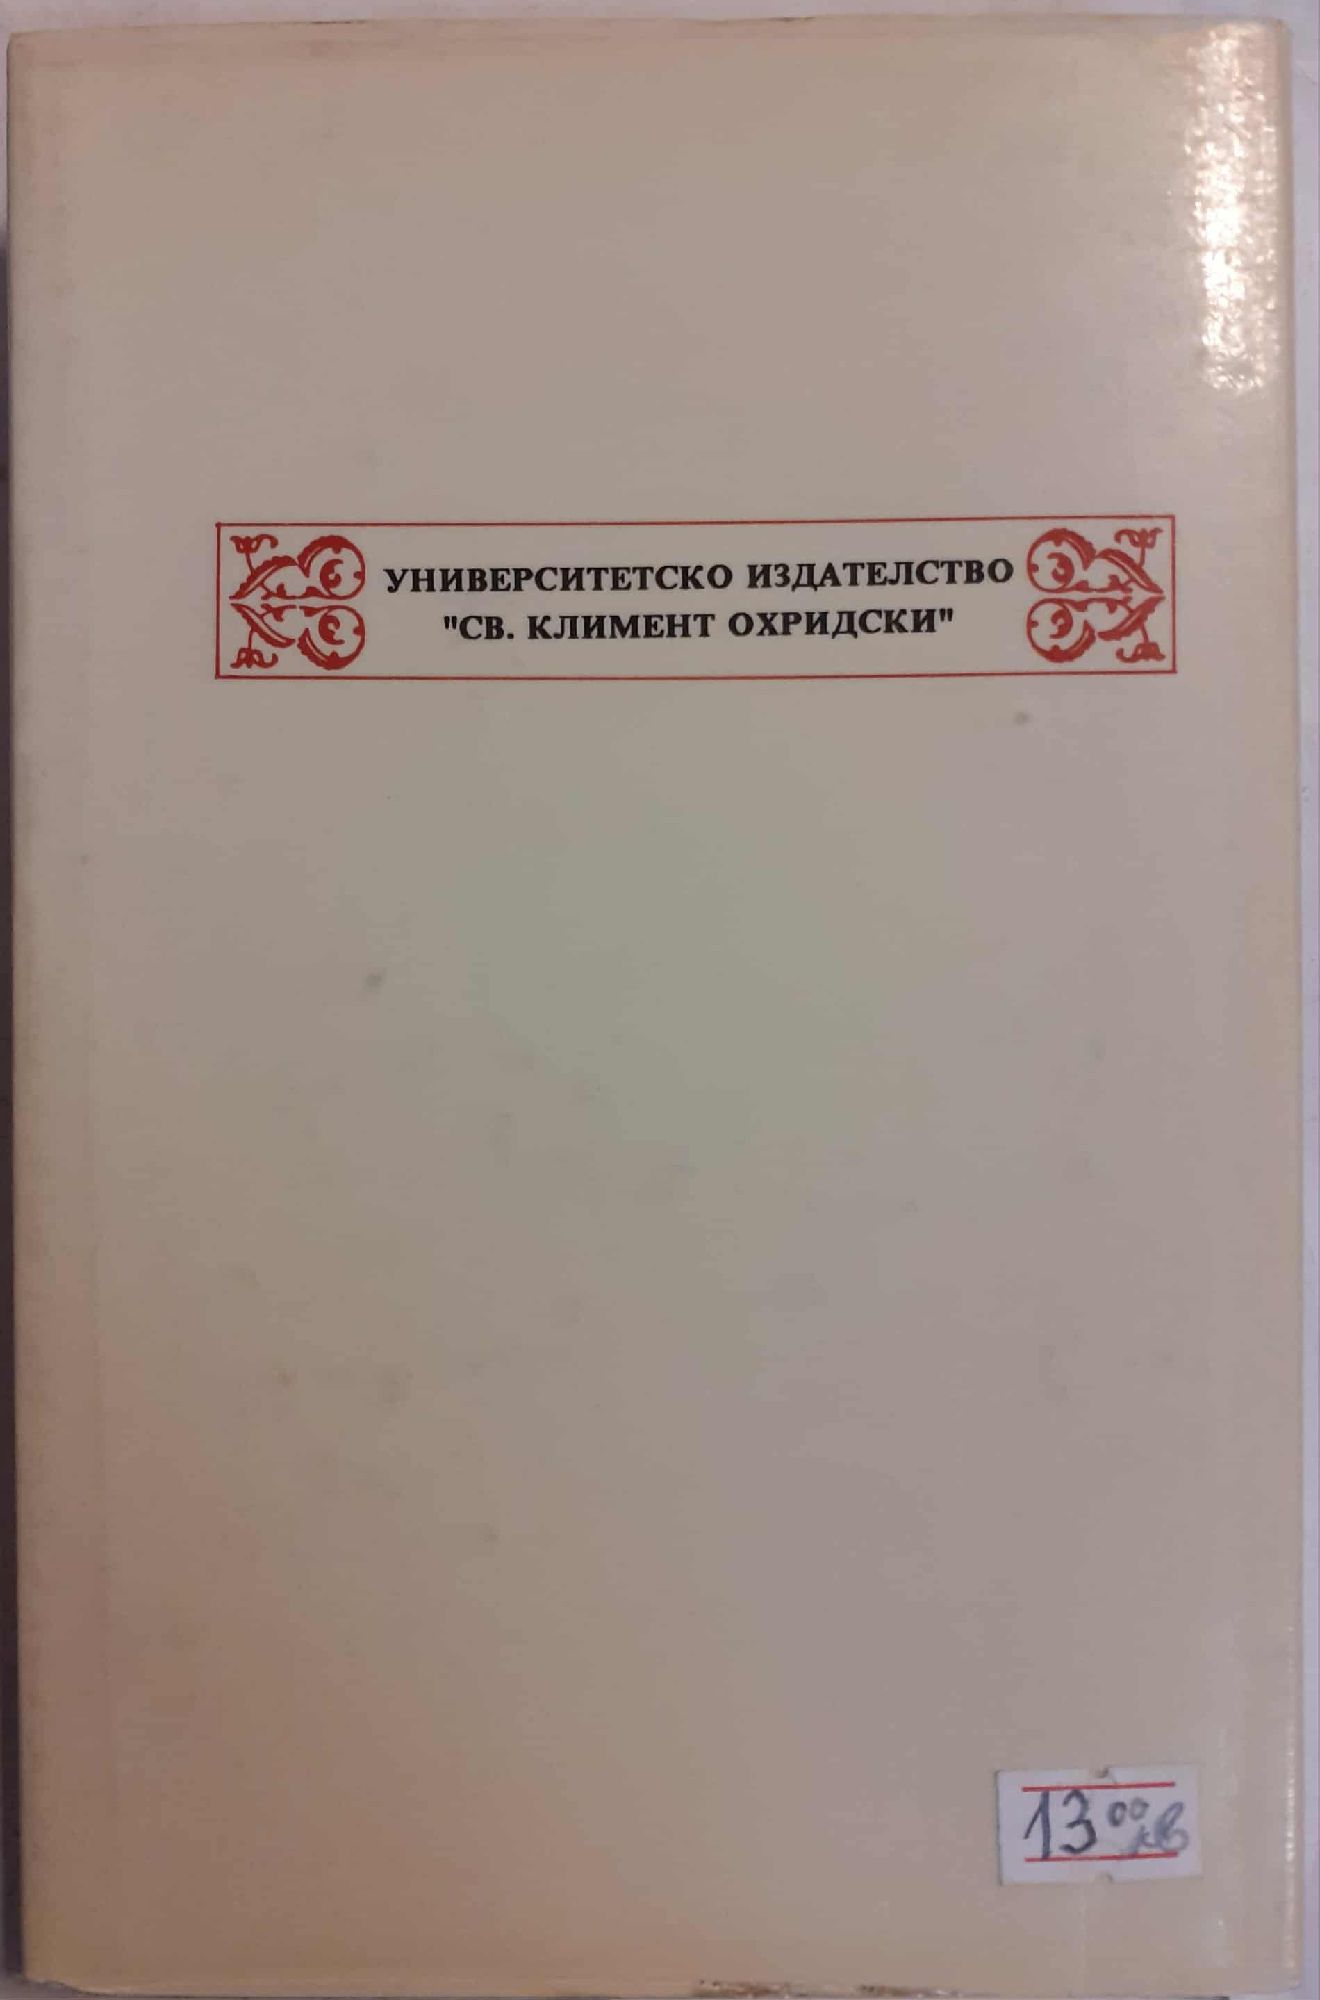 УНИВЕРСИТЕТСКО ИЗДАТЕЛСТВО
"СВ. КЛИМЕНТ ОХРИДСКИ"
13 00 лв